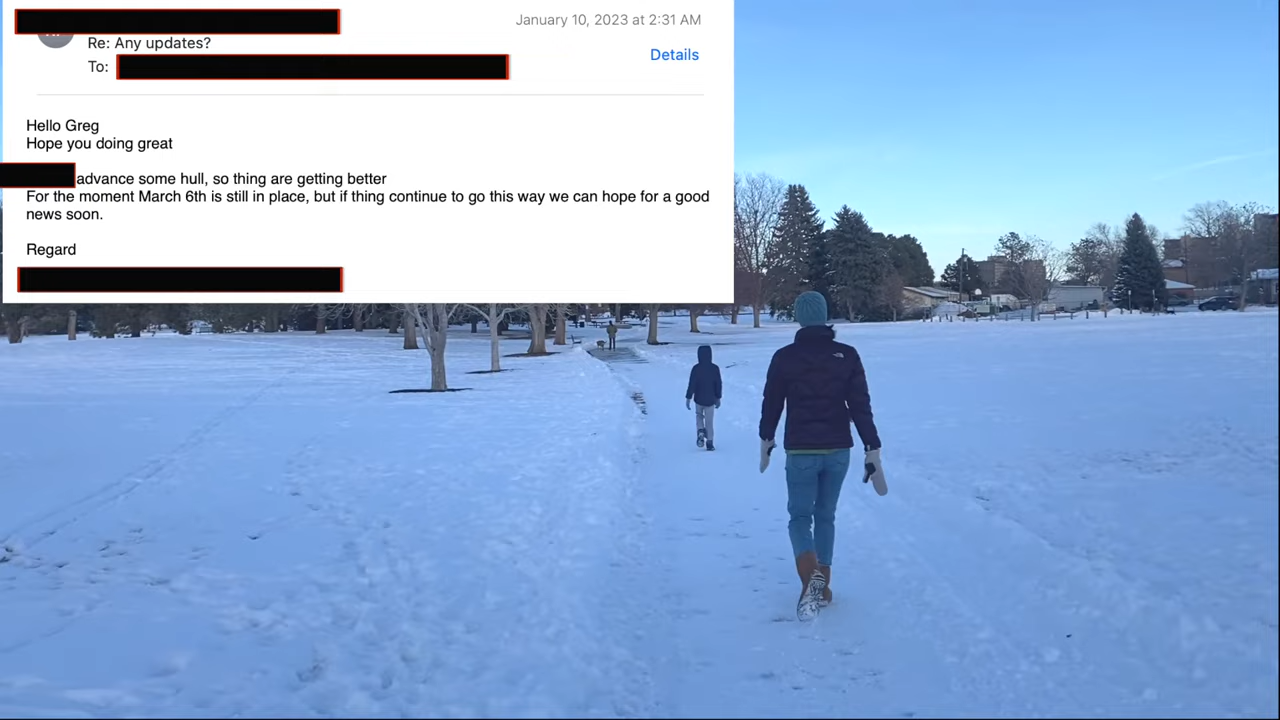 January 10, 2023 at 2:31 AM
Re: Any updates?
To:
Details
Hello Greg
Hope you doing great
advance some hull, so thing are getting better
For the moment March 6th is still in place, but if thing continue to go this way we can hope for a good
news soon.
Regard